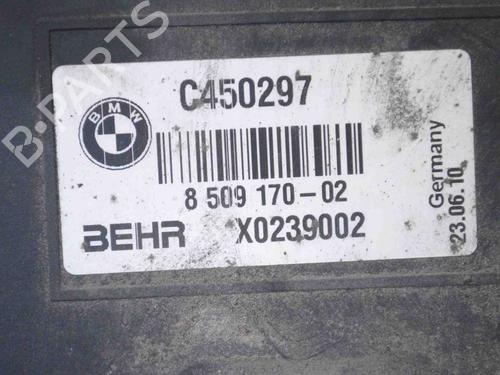 B-PARTS
BMW
C450297
8 509 170-02
BEHR X0239002
Germany
23.06.10